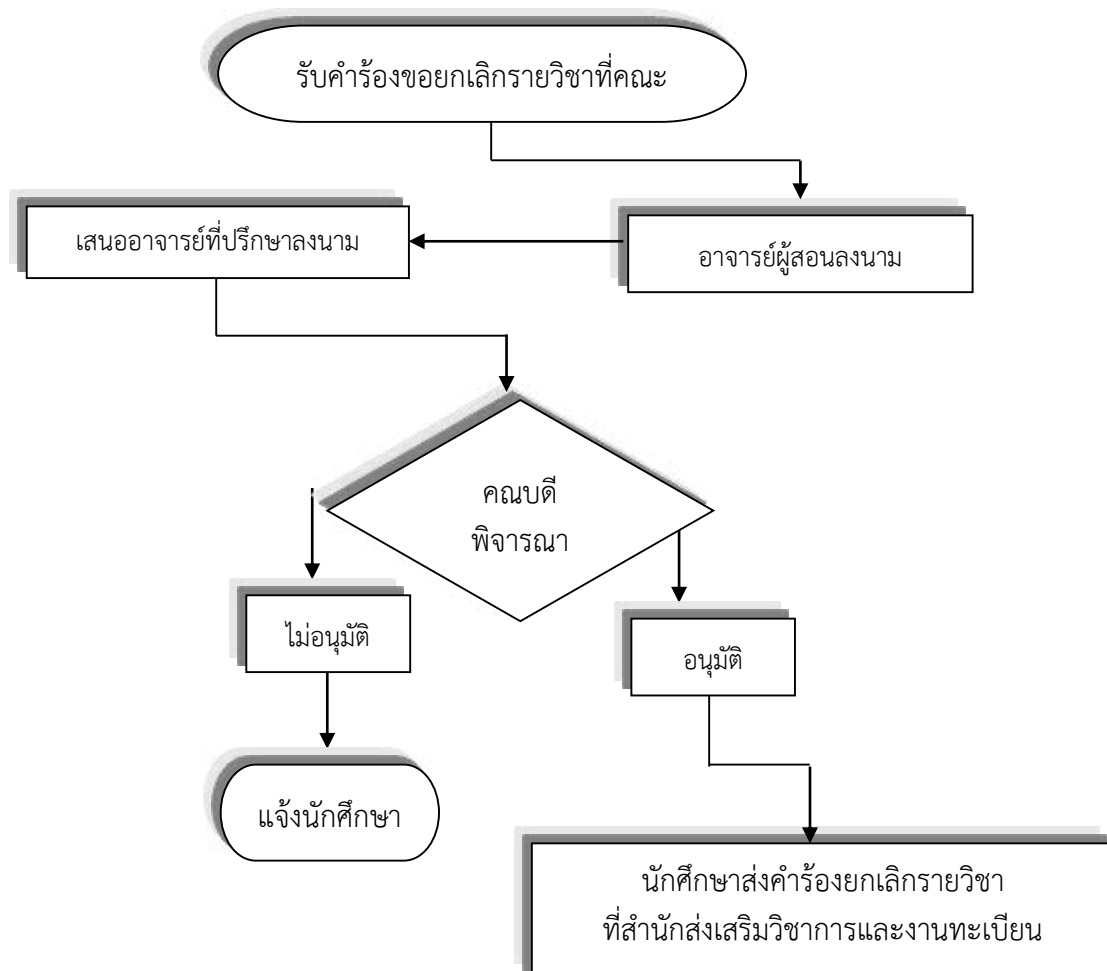 รับคำร้องขอยกเลิกรายวิชาที่คณะ
เสนออาจารย์ที่ปรึกษาลงนาม
อาจารย์ผู้สอนลงนาม
คณบดี
พิจารณา
ไม่อนุมัติ
อนุมัติ
แจ้งนักศึกษา
นักศึกษาส่งคำร้องยกเลิกรายวิชา
ที่สำนักส่งเสริมวิชาการและงานทะเบียน